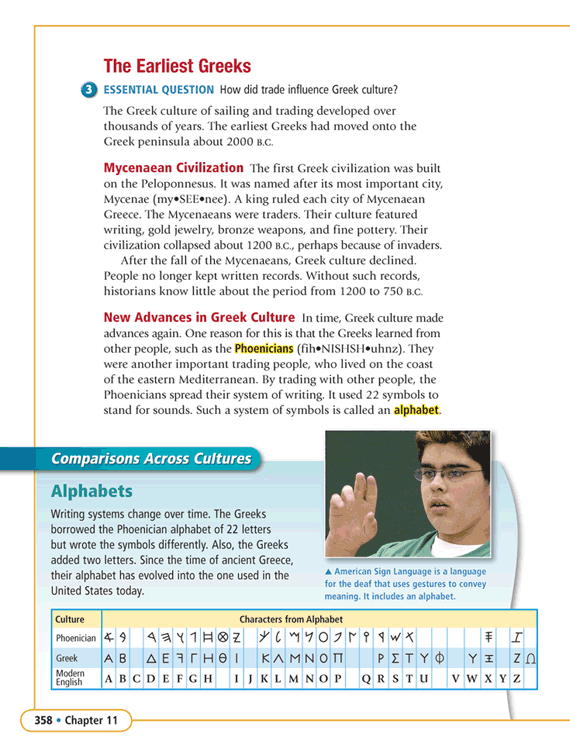 The Earliest Greeks
3 ESSENTIAL QUESTION How did trade influence Greek culture?
The Greek culture of sailing and trading developed over
thousands of years. The earliest Greeks had moved onto the
Greek peninsula about 2000 B.C.
Mycenaean Civilization The first Greek civilization was built
on the Peloponnesus. It was named after its most important city,
Mycenae (my•SEE•nee). A king ruled each city of Mycenaean
Greece. The Mycenaeans were traders. Their culture featured
writing, gold jewelry, bronze weapons, and fine pottery. Their
civilization collapsed about 1200 B.C., perhaps because of invaders.
After the fall of the Mycenaeans, Greek culture declined.
People no longer kept written records. Without such records,
historians know little about the period from 1200 to 750 B.C.
New Advances in Greek Culture In time, Greek culture made
advances again. One reason for this is that the Greeks learned from
other people, such as the Phoenicians (fih•NISHSH•uhnz). They
were another important trading people, who lived on the coast
of the eastern Mediterranean. By trading with other people, the
Phoenicians spread their system of writing. It used 22 symbols to
stand for sounds. Such a system of symbols is called an alphabet.
Comparisons Across Cultures
Alphabets
Writing systems change over time. The Greeks
borrowed the Phoenician alphabet of 22 letters
but wrote the symbols differently. Also, the Greeks
added two letters. Since the time of ancient Greece,
their alphabet has evolved into the one used in the
United States today.
▲ American Sign Language is a language
for the deaf that uses gestures to convey
meaning. It includes an alphabet.
Culture Characters from Alphabet
Phoenician
Greek
Modern
English A B C D E F G H I J K L M N O P Q R S T U V W X Y Z
358 • Chapter 11